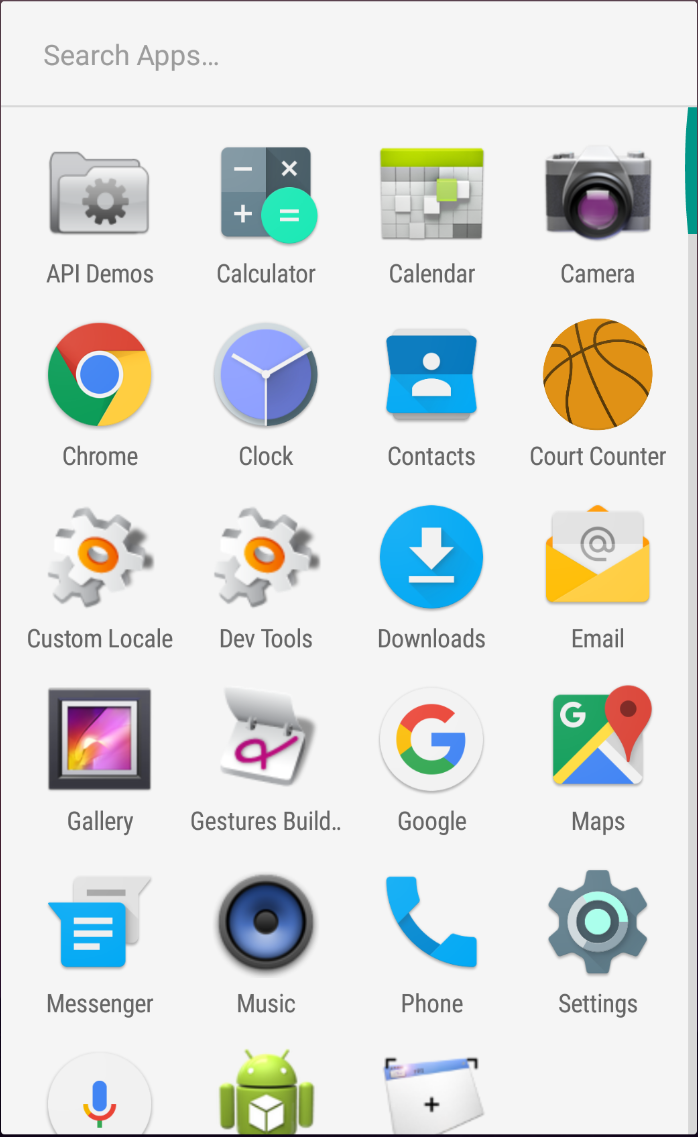 Search Apps...
API Demos
Calculator
Calendar
Camera
Chrome
Clock
Contacts
Court Counter
Custom Locale
Dev Tools
Downloads
Email
Gallery
Gestures Build..
Google
Maps
Messenger
Music
Phone
Settings